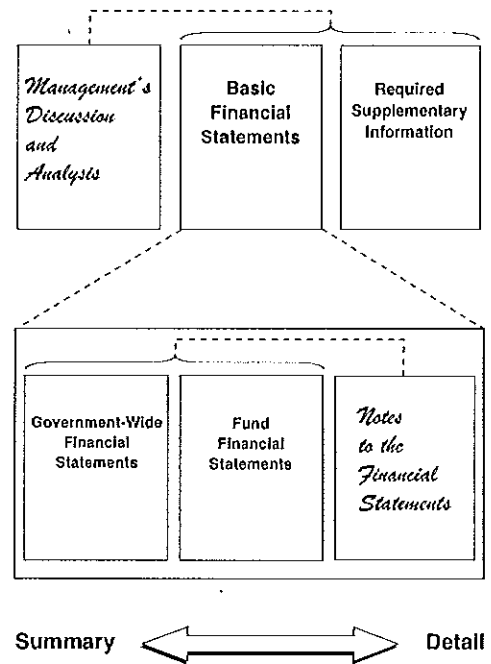 Management's
Discussion
and
Analysis
Basic
Financial
Statements
Required
Supplementary
Information
Government-Wide
Financial
Statements
Fund
Financial
Statements
Notes
to the
Financial
Statements
Summary
Detail